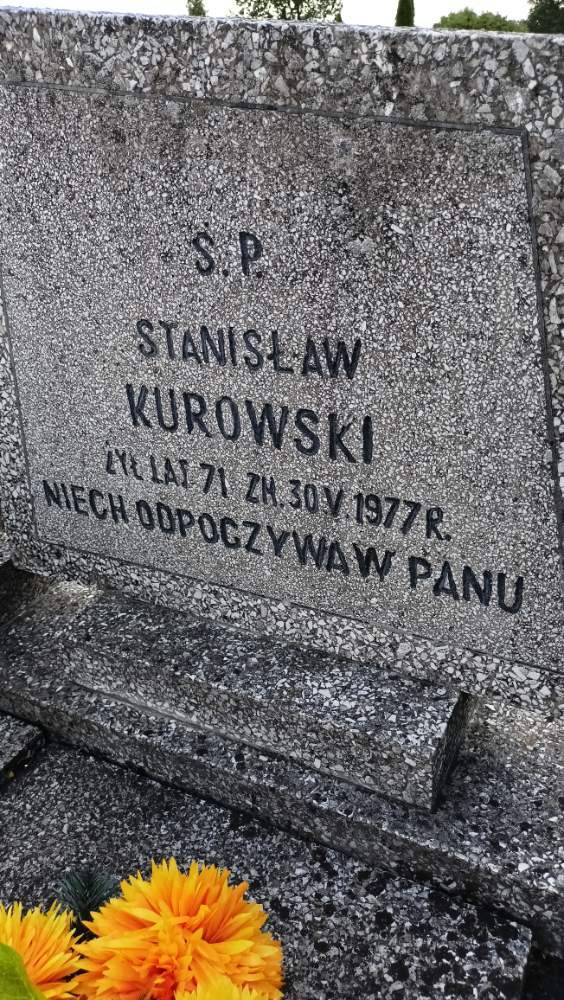 Ś. P.
STANISŁAW
KUROWSKI
ŻYŁ LAT 71 ZM. 30 V. 1977 R.
NIECH ODPOCZYWA W PANU